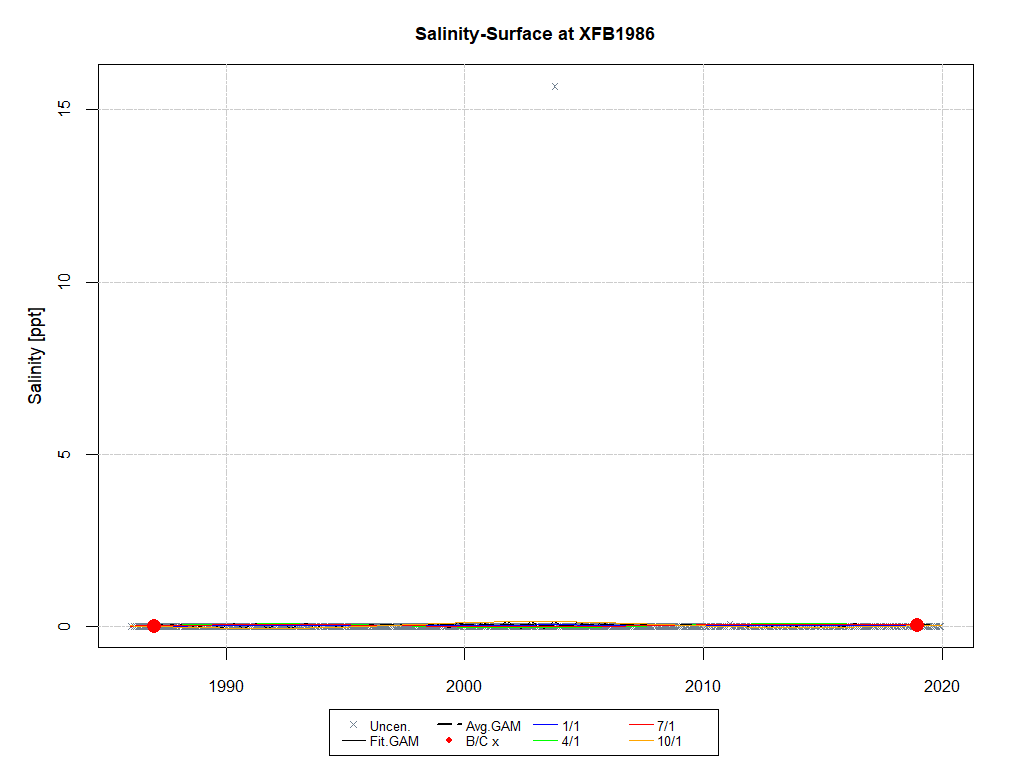 Salinity-Surface at XFB1986
Salinity [ppt]
15
10
5
0
1990 2000 2010 2020
Uncen. Avg.GAM 1/1 7/1
Fit.GAM B/C x 4/1 10/1